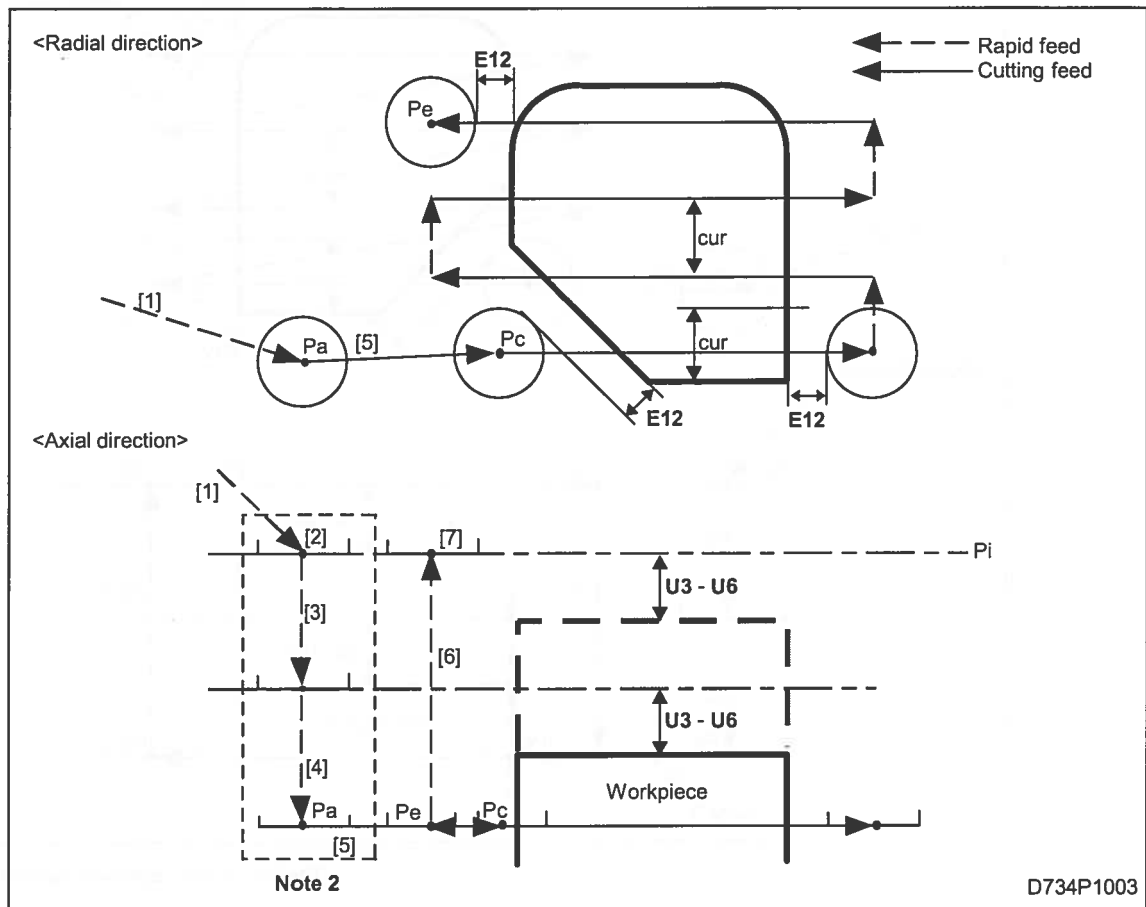 <Radial direction>
E12
Rapid feed
Cutting feed
Pe
cur
[1]
Pa
[5]
Pc
cur
E12
E12
<Axial direction>
[1]
[2]
[7]
Pi
[3]
U3 - U6
[6]
U3 - U6
[4]
Workpiece
Pa
Pe
Pc
[5]
Note 2
D734P1003